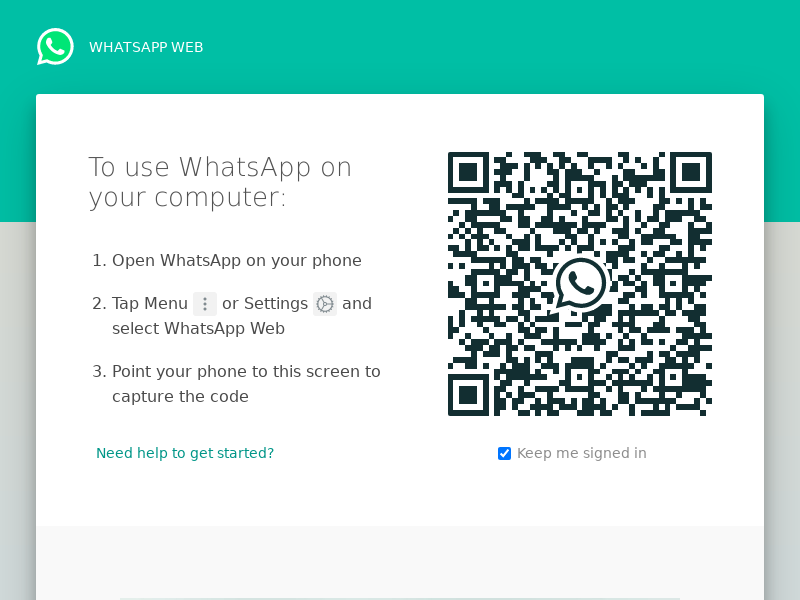 WHATSAPP WEB
To use WhatsApp on
your computer:
1. Open WhatsApp on your phone
2. Tap Menu or Settings and
select WhatsApp Web
3. Point your phone to this screen to
capture the code
Need help to get started?
Keep me signed in